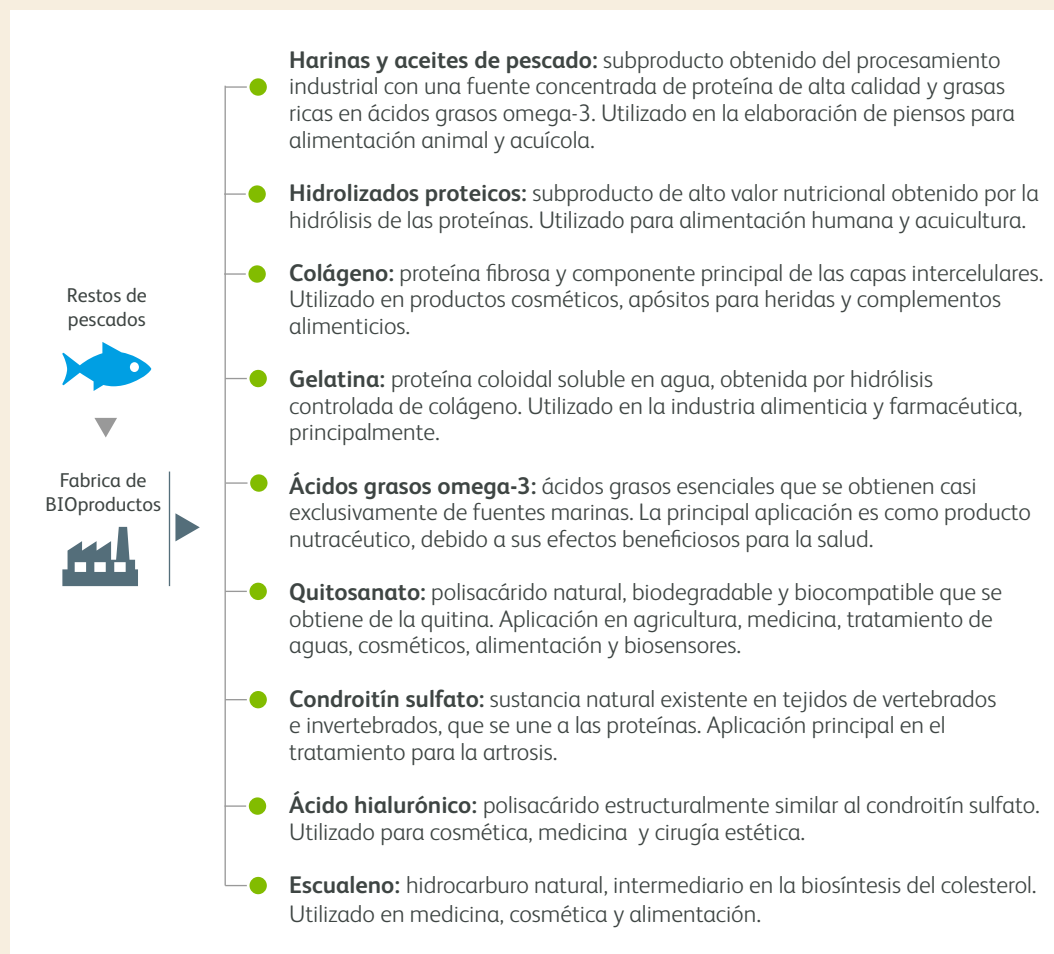 Harinas y aceites de pescado: subproducto obtenido del procesamiento
industrial con una fuente concentrada de proteína de alta calidad y grasas
ricas en ácidos grasos omega-3. Utilizado en la elaboración de piensos para
alimentación animal y acuícola.
Hidrolizados proteicos: subproducto de alto valor nutricional obtenido por la
hidrólisis de las proteínas. Utilizado para alimentación humana y acuicultura.
Colágeno: proteína fibrosa y componente principal de las capas intercelulares.
Utilizado en productos cosméticos, apósitos para heridas y complementos
alimenticios.
Restos de
pescados
Gelatina: proteína coloidal soluble en agua, obtenida por hidrólisis
controlada de colágeno. Utilizado en la industria alimenticia y farmacéutica,
principalmente.
Fabrica de
BIOproductos
Ácidos grasos omega-3: ácidos grasos esenciales que se obtienen casi
exclusivamente de fuentes marinas. La principal aplicación es como producto
nutracéutico, debido a sus efectos beneficiosos para la salud.
Quitosanato: polisacárido natural, biodegradable y biocompatible que se
obtiene de la quitina. Aplicación en agricultura, medicina, tratamiento de
aguas, cosméticos, alimentación y biosensores.
Condroitín sulfato: sustancia natural existente en tejidos de vertebrados
e invertebrados, que se une a las proteínas. Aplicación principal en el
tratamiento para la artrosis.
Ácido hialurónico: polisacárido estructuralmente similar al condroitín sulfato.
Utilizado para cosmética, medicina y cirugía estética.
Escualeno: hidrocarburo natural, intermediario en la biosíntesis del colesterol.
Utilizado en medicina, cosmética y alimentación.